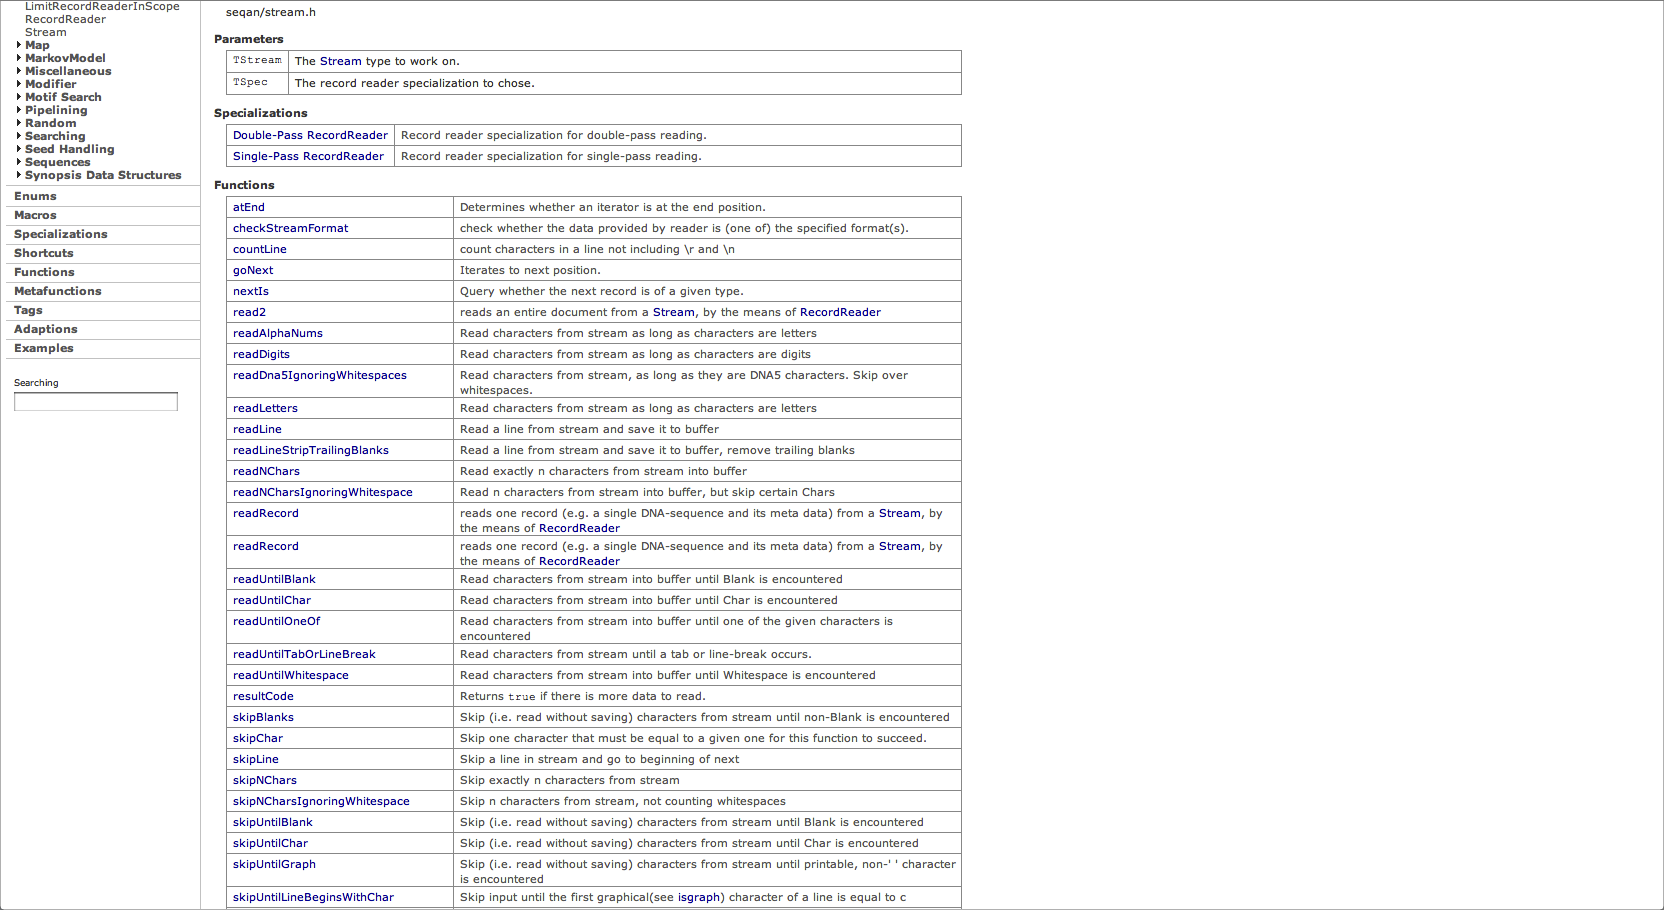 LimitRecordReaderInScope
RecordReader
Stream
Map
MarkovModel
Miscellaneous
Modifier
Motif Search
Pipelining
Random
Searching
Seed Handling
Sequences
Synopsis Data Structures
Enums
Macros
Specializations
Shortcuts
Functions
Metafunctions
Tags
Adaptions
Examples
Searching
seqan/stream.h
Parameters
TStream The Stream type to work on.
TSpec The record reader specialization to chose.
Specializations
Double-Pass RecordReader Record reader specialization for double-pass reading.
Single-Pass RecordReader Record reader specialization for single-pass reading.
Functions
atEnd Determines whether an iterator is at the end position.
checkStreamFormat check whether the data provided by reader is (one of) the specified format(s).
countLine count characters in a line not including \r and \n
goNext Iterates to next position.
nextIs Query whether the next record is of a given type.
read2 reads an entire document from a Stream, by the means of RecordReader
readAlphaNums Read characters from stream as long as characters are letters
readDigits Read characters from stream as long as characters are digits
readDna5IgnoringWhitespaces Read characters from stream, as long as they are DNA5 characters. Skip over
whitespaces.
readLetters Read characters from stream as long as characters are letters
readLine Read a line from stream and save it to buffer
readLineStripTrailingBlanks Read a line from stream and save it to buffer, remove trailing blanks
readNChars Read exactly n characters from stream into buffer
readNCharsIgnoringWhitespace Read n characters from stream into buffer, but skip certain Chars
readRecord reads one record (e.g. a single DNA-sequence and its meta data) from a Stream, by
the means of RecordReader
readRecord reads one record (e.g. a single DNA-sequence and its meta data) from a Stream, by
the means of RecordReader
readUntilBlank Read characters from stream into buffer until Blank is encountered
readUntilChar Read characters from stream into buffer until Char is encountered
readUntilOneOf Read characters from stream into buffer until one of the given characters is
encountered
readUntilTabOrLineBreak Read characters from stream until a tab or line-break occurs.
readUntilWhitespace Read characters from stream into buffer until Whitespace is encountered
resultCode Returns true if there is more data to read.
skipBlanks Skip (i.e. read without saving) characters from stream until non-Blank is encountered
skipChar Skip one character that must be equal to a given one for this function to succeed.
skipLine Skip a line in stream and go to beginning of next
skipNChars Skip exactly n characters from stream
skipNCharsIgnoringWhitespace Skip n characters from stream, not counting whitespaces
skipUntilBlank Skip (i.e. read without saving) characters from stream until Blank is encountered
skipUntilChar Skip (i.e. read without saving) characters from stream until Char is encountered
skipUntilGraph Skip (i.e. read without saving) characters from stream until printable, non-' ' character
is encountered
skipUntilLineBeginsWithChar Skip input until the first graphical(see isgraph) character of a line is equal to c